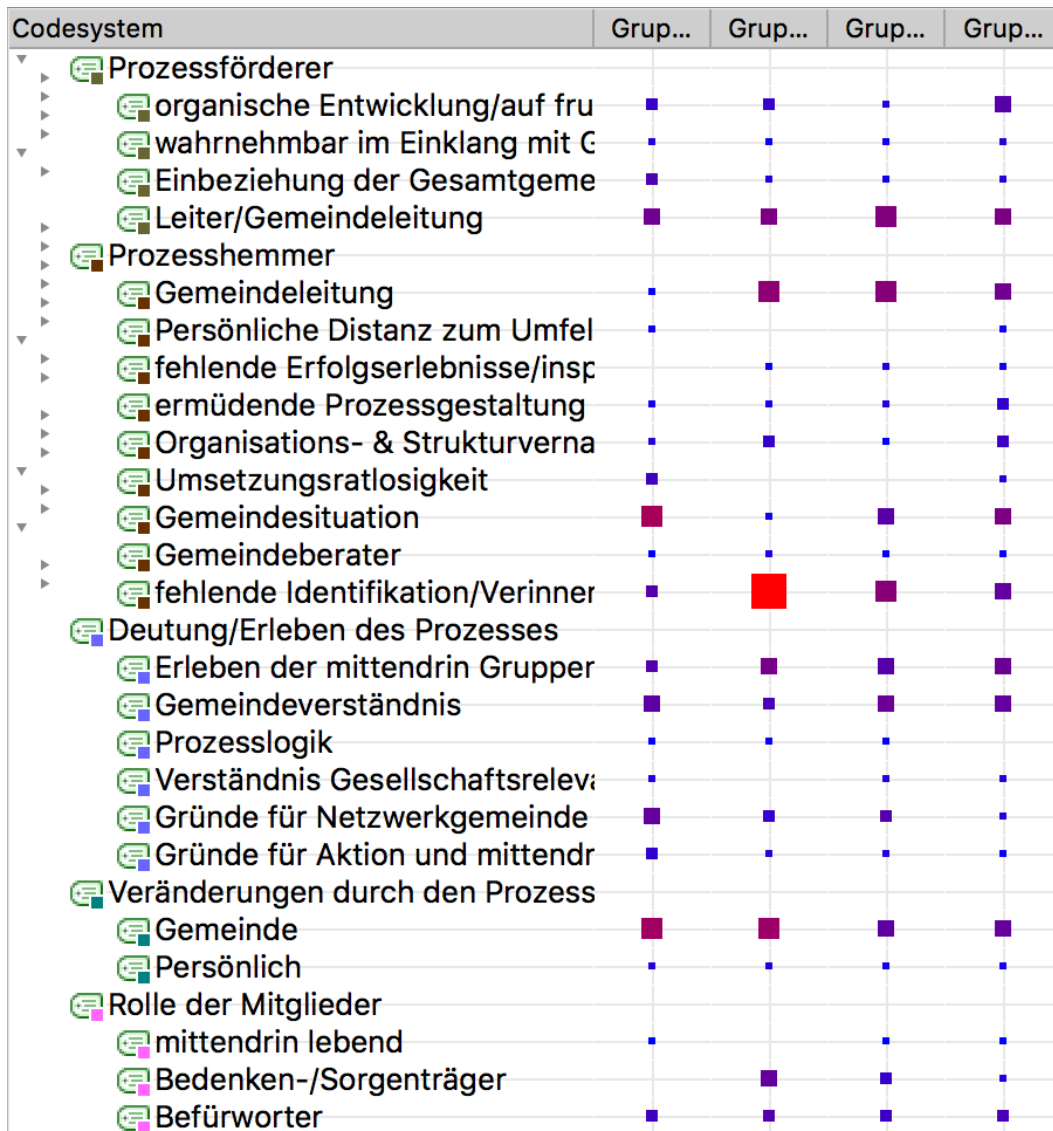 Codesystem Grup... Grup... Grup... Grup...
Prozessförderer
organische Entwicklung/auf fru
wahrnehmbar im Einklang mit G
Einbeziehung der Gesamtgeme
Leiter/Gemeindeleitung
Prozesshemmer
Gemeindeleitung
Persönliche Distanz zum Umfel
fehlende Erfolgserlebnisse/insp
ermüdende Prozessgestaltung
Organisations- & Strukturverna
Umsetzungsratlosigkeit
Gemeindesituation
Gemeindeberater
fehlende Identifikation/Verinner
Deutung/Erleben des Prozesses
Erleben der mittendrin Gruppen
Gemeindeverständnis
Prozesslogik
Verständnis Gesellschaftsreleva
Gründe für Netzwerkgemeinde
Gründe für Aktion und mittendr
Veränderungen durch den Prozess
Gemeinde
Persönlich
Rolle der Mitglieder
mittendrin lebend
Bedenken-/Sorgenträger
Befürworter